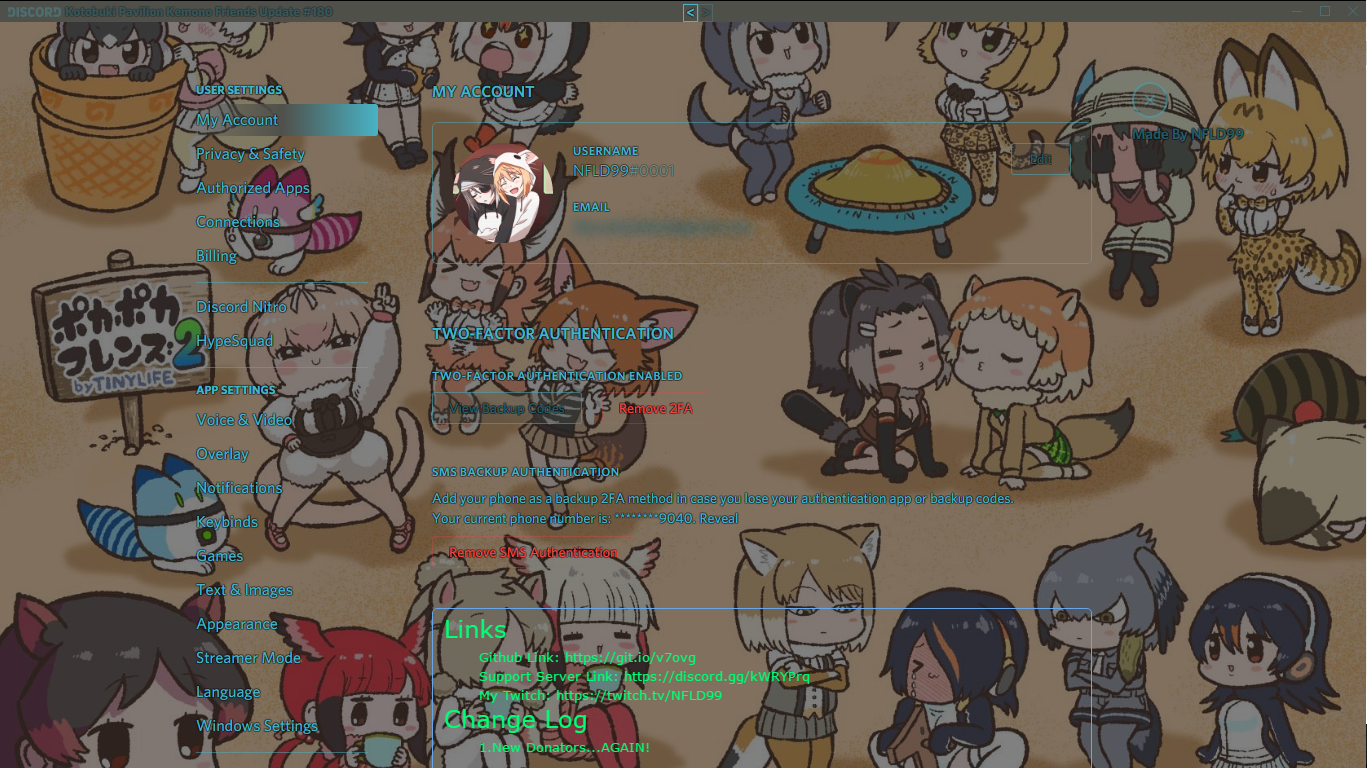 DISCORD Kotobuki Pavilion Kemono Friends Update #180
< >
USER SETTINGS
My Account
Privacy & Safety
Authorized Apps
Connections
Billing
Discord Nitro
HypeSquad
APP SETTINGS
Voice & Video
Overlay
Notifications
Keybinds
Games
Text & Images
Appearance
Streamer Mode
Language
Windows Settings
MY ACCOUNT
USERNAME
NFLD99#0001
Edit
EMAIL
Made By NFLD99
TWO-FACTOR AUTHENTICATION
TWO-FACTOR AUTHENTICATION ENABLED
View Backup Codes
Remove 2FA
SMS BACKUP AUTHENTICATION
Add your phone as a backup 2FA method in case you lose your authentication app or backup codes.
Your current phone number is: ********9040. Reveal
Remove SMS Authentication
Links
Github Link: https://git.io/v7ovg
Support Server Link: https://discord.gg/kWRYPrq
My Twitch: https://twitch.tv/NFLD99
Change Log
1.New Donators...AGAIN!
ポカポカ
フレンズ・2
by TINYLIFE